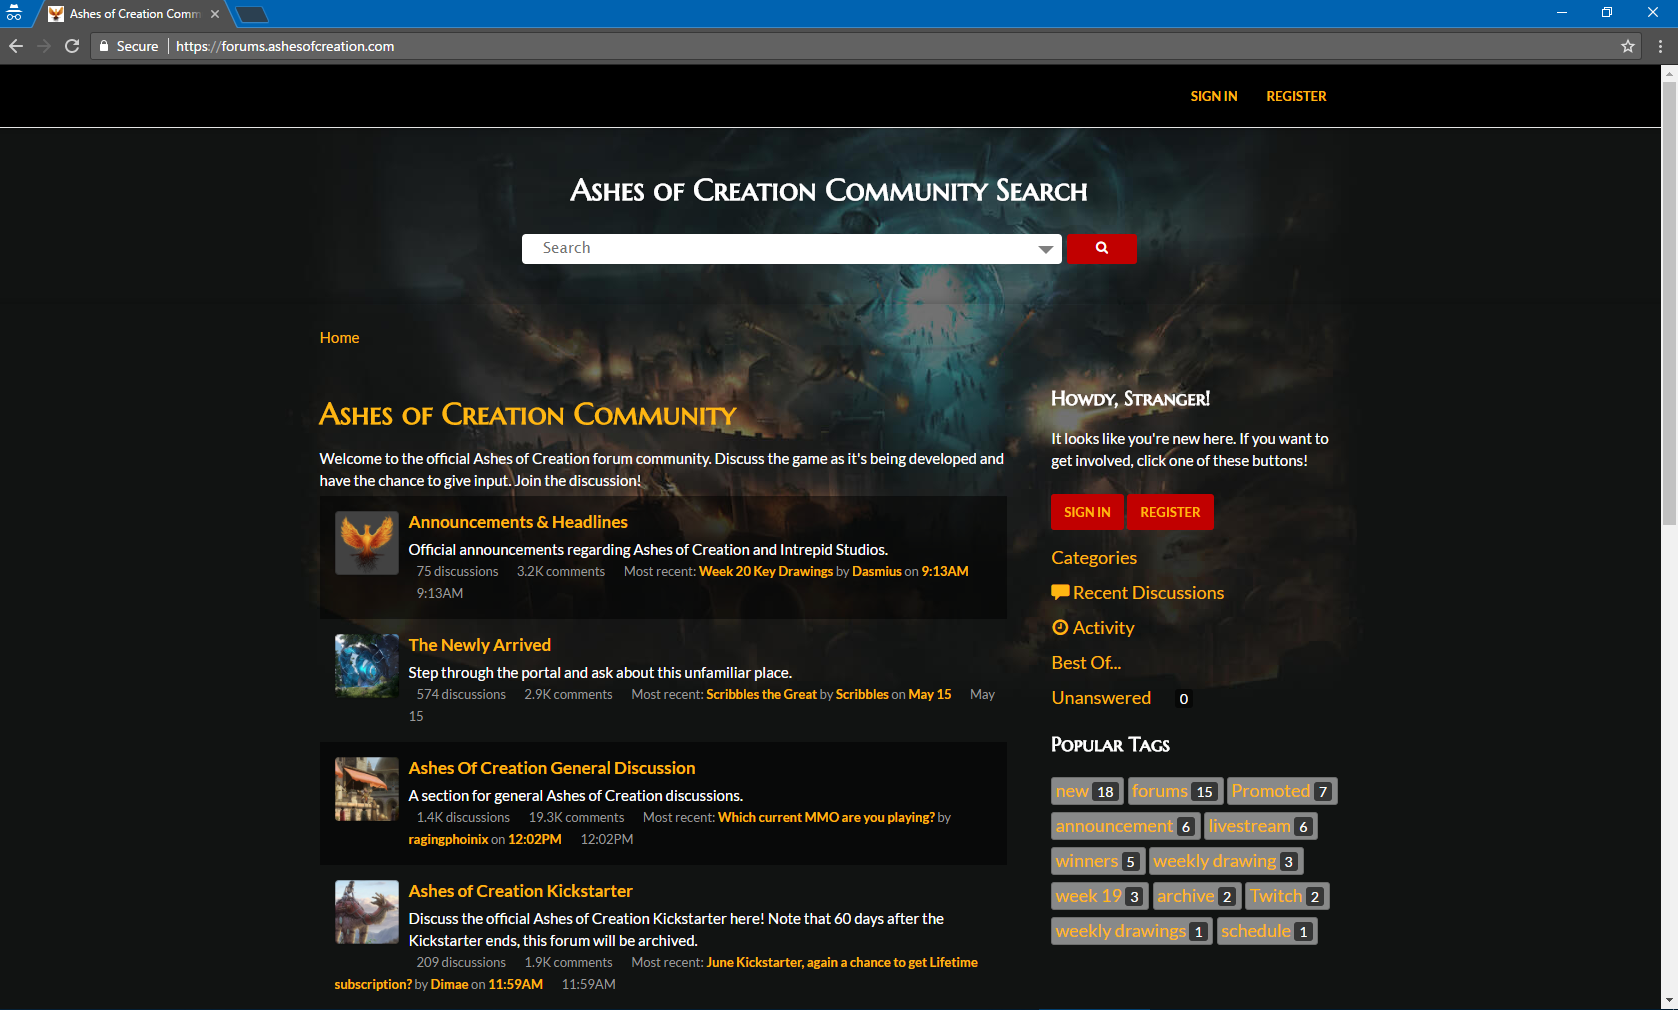 Ashes of Creation Comm
Secure
https://forums.ashesofcreation.com
SIGN IN
REGISTER
Ashes of Creation Community Search
Search
Home
Ashes of Creation Community
Welcome to the official Ashes of Creation forum community. Discuss the game as it's being developed and
have the chance to give input. Join the discussion!
Announcements & Headlines
Official announcements regarding Ashes of Creation and Intrepid Studios.
75 discussions 3.2K comments Most recent: Week 20 Key Drawings by Dasmius on 9:13AM
9:13AM
The Newly Arrived
Step through the portal and ask about this unfamiliar place.
574 discussions 2.9K comments Most recent: Scribbles the Great by Scribbles on May 15 May
15
Ashes Of Creation General Discussion
A section for general Ashes of Creation discussions.
1.4K discussions 19.3K comments Most recent: Which current MMO are you playing? by
ragingphoinix on 12:02PM 12:02PM
Ashes of Creation Kickstarter
Discuss the official Ashes of Creation Kickstarter here! Note that 60 days after the
Kickstarter ends, this forum will be archived.
209 discussions 1.9K comments Most recent: June Kickstarter, again a chance to get Lifetime
subscription? by Dimae on 11:59AM 11:59AM
Howdy, Stranger!
It looks like you're new here. If you want to
get involved, click one of these buttons!
SIGN IN REGISTER
Categories
Recent Discussions
Activity
Best Of...
Unanswered 0
Popular Tags
new 18 forums 15 Promoted 7
announcement 6 livestream 6
winners 5 weekly drawing 3
week 19 3 archive 2 Twitch 2
weekly drawings 1 schedule 1